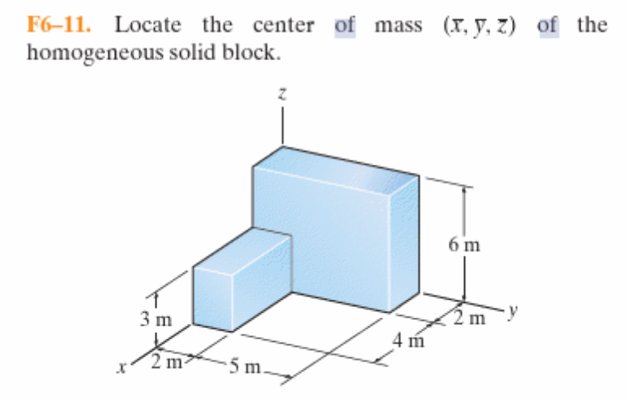 F6–11. Locate the center of mass (x̅, y̅, z̅) of the
homogeneous solid block.
z
6 m
3 m
2 m
y
4 m
x
2 m
5 m